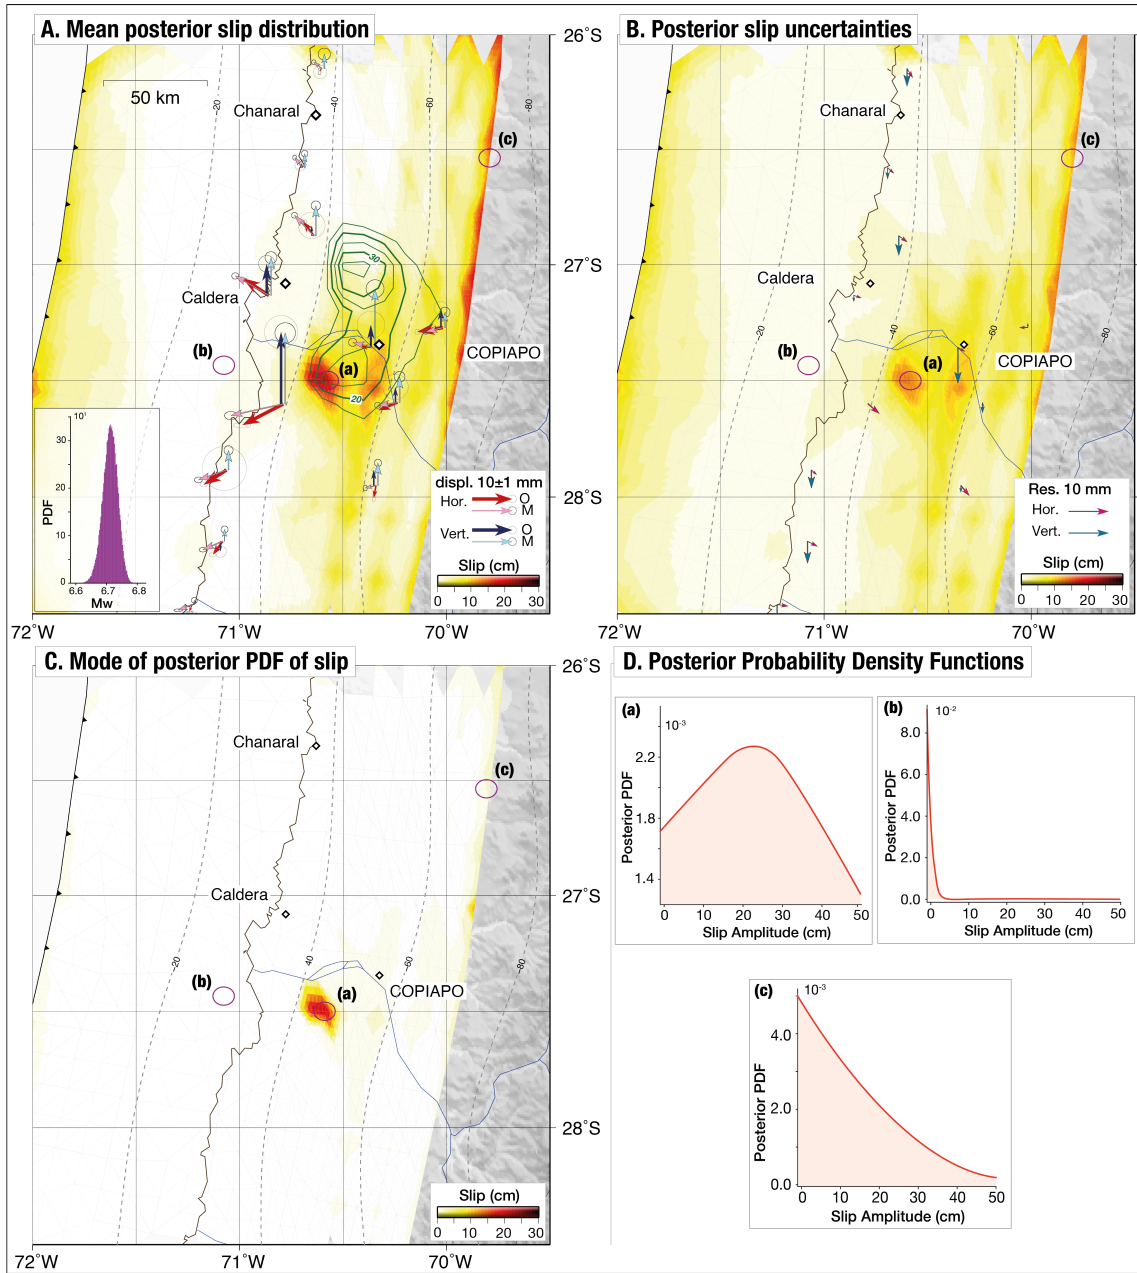 A. Mean posterior slip distribution
26°S
50 km
20
40
60
80
Chanaral
(c)
30
27°S
Caldera
(b)
(a)
COPIAPO
20
28°S
10¹
30
20
10
0
PDF
6.6
6.7
6.8
Mw
displ. 10±1 mm
Hor.
O
M
Vert.
O
M
Slip (cm)
0
10
20
30
72°W
71°W
70°W
B. Posterior slip uncertainties
26°S
Chanaral
(c)
80
27°S
Caldera
20
40
60
(b)
(a)
COPIAPO
28°S
Res. 10 mm
Hor.
Vert.
Slip (cm)
0
10
20
30
72°W
71°W
70°W
C. Mode of posterior PDF of slip
26°S
Chanaral
(c)
27°S
Caldera
20
40
60
80
(b)
(a)
COPIAPO
28°S
Slip (cm)
0
10
20
30
72°W
71°W
70°W
D. Posterior Probability Density Functions
(a)
10⁻³
2.2
1.8
1.4
Posterior PDF
0
10
20
30
40
50
Slip Amplitude (cm)
(b)
10⁻²
8.0
6.0
4.0
2.0
0.0
Posterior PDF
0
10
20
30
40
50
Slip Amplitude (cm)
(c)
10⁻³
4.0
2.0
0.0
Posterior PDF
0
10
20
30
40
50
Slip Amplitude (cm)